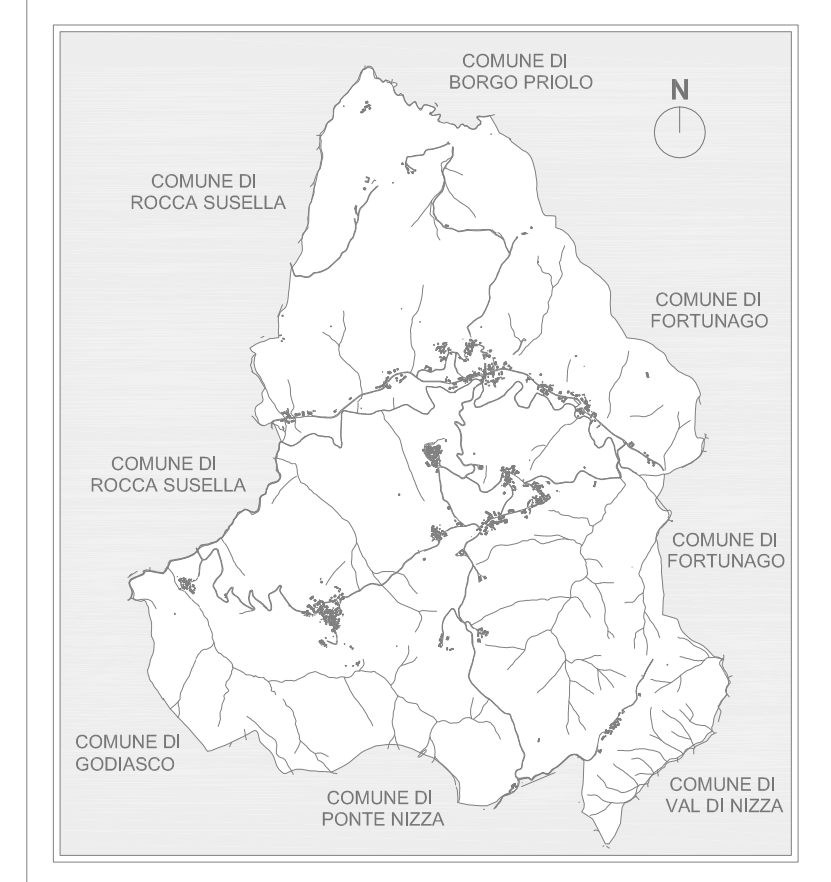 COMUNE DI
BORGO PRIOLO
N
COMUNE DI
ROCCA SUSELLA
COMUNE DI
FORTUNAGO
COMUNE DI
ROCCA SUSELLA
COMUNE DI
FORTUNAGO
COMUNE DI
GODIASCO
COMUNE DI
PONTE NIZZA
COMUNE DI
VAL DI NIZZA